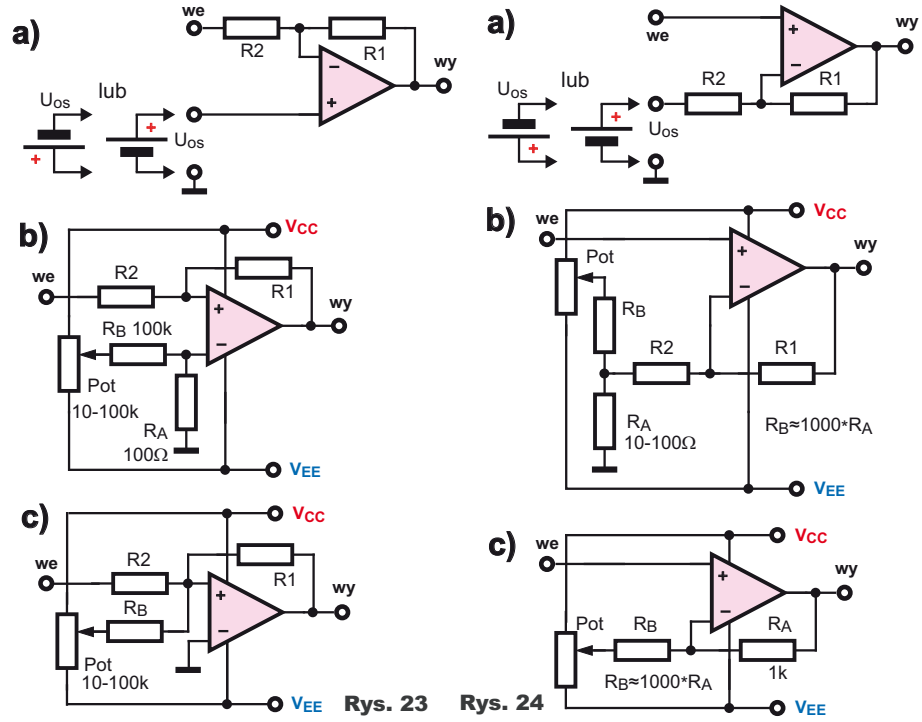 a)
we
R2
R1
wy
−
+
Uos
lub
+
+
Uos
b)
VCC
we
R2
R1
wy
+
−
RB 100k
Pot
10-100k
RA
100Ω
VEE
c)
VCC
we
R2
R1
wy
+
−
RB
Pot
10-100k
VEE
Rys. 23
a)
we
+
−
wy
R2
R1
Uos
lub
+
+
Uos
b)
VCC
we
Pot
+
−
wy
RB
R2
R1
RA
10-100Ω
RB≈1000*RA
VEE
c)
VCC
we
+
−
wy
Pot
RB
RA
1k
RB≈1000*RA
VEE
Rys. 24